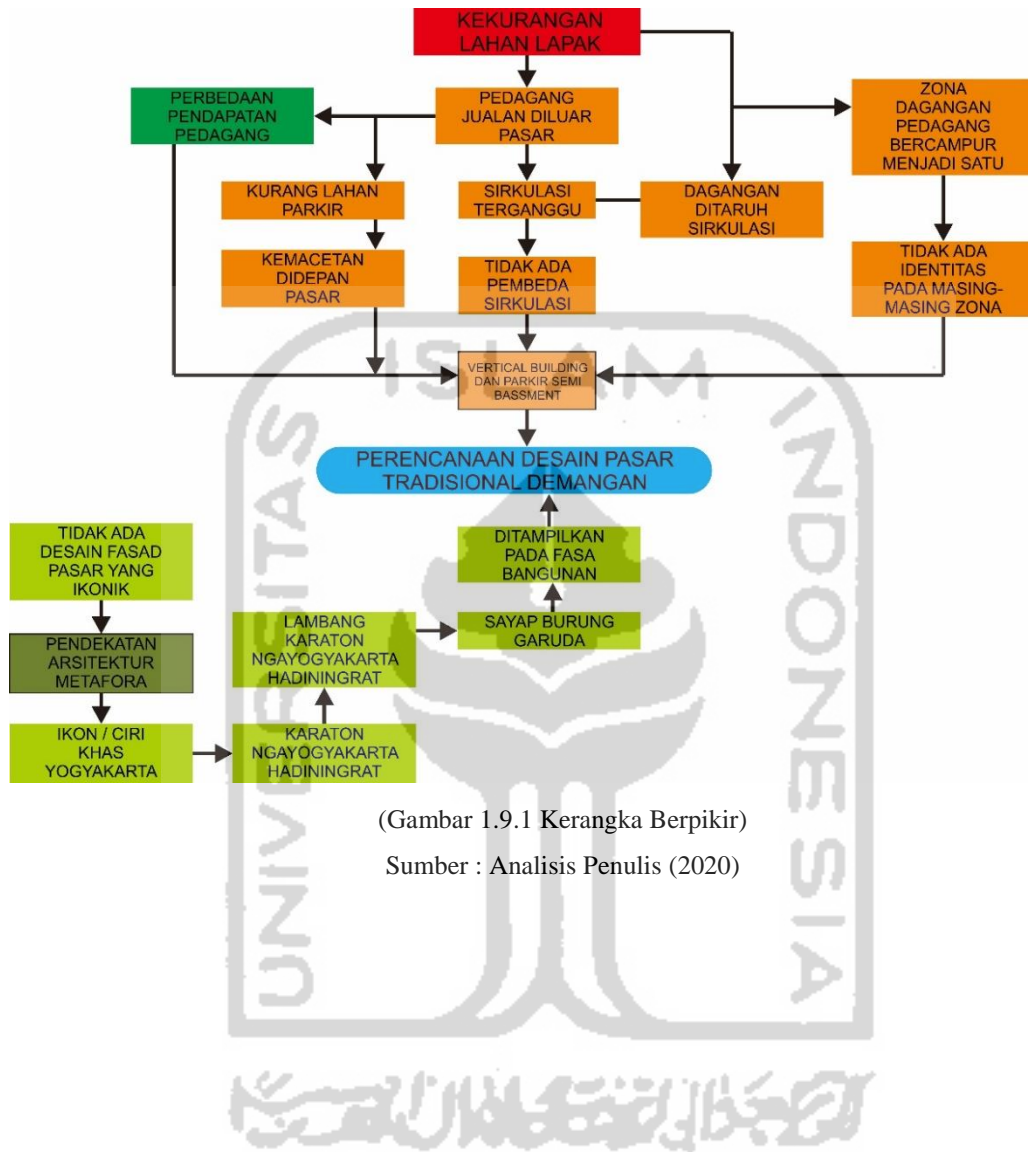 KEKURANGAN
LAHAN LAPAK
PERBEDAAN
PENDAPATAN
PEDAGANG
PEDAGANG
JUALAN DILUAR
PASAR
ZONA
DAGANGAN
PEDAGANG
BERCAMPUR
MENJADI SATU
KURANG LAHAN
PARKIR
SIRKULASI
TERGANGGU
DAGANGAN
DITARUH
SIRKULASI
KEMACETAN
DIDEPAN
PASAR
TIDAK ADA
PEMBEDA
SIRKULASI
TIDAK ADA
IDENTITAS
PADA MASING-
MASING ZONA
VERTICAL BUILDING
DAN PARKIR SEMI
BASSMENT
PERENCANAAN DESAIN PASAR
TRADISIONAL DEMANGAN
TIDAK ADA
DESAIN FASAD
PASAR YANG
IKONIK
DITAMPILKAN
PADA FASA
BANGUNAN
PENDEKATAN
ARSITEKTUR
METAFORA
LAMBANG
KARATON
NGAYOGYAKARTA
HADININGRAT
SAYAP BURUNG
GARUDA
IKON / CIRI
KHAS
YOGYAKARTA
KARATON
NGAYOGYAKARTA
HADININGRAT
(Gambar 1.9.1 Kerangka Berpikir)
Sumber : Analisis Penulis (2020)
UNIVERSITAS
ISLAM
INDONESIA